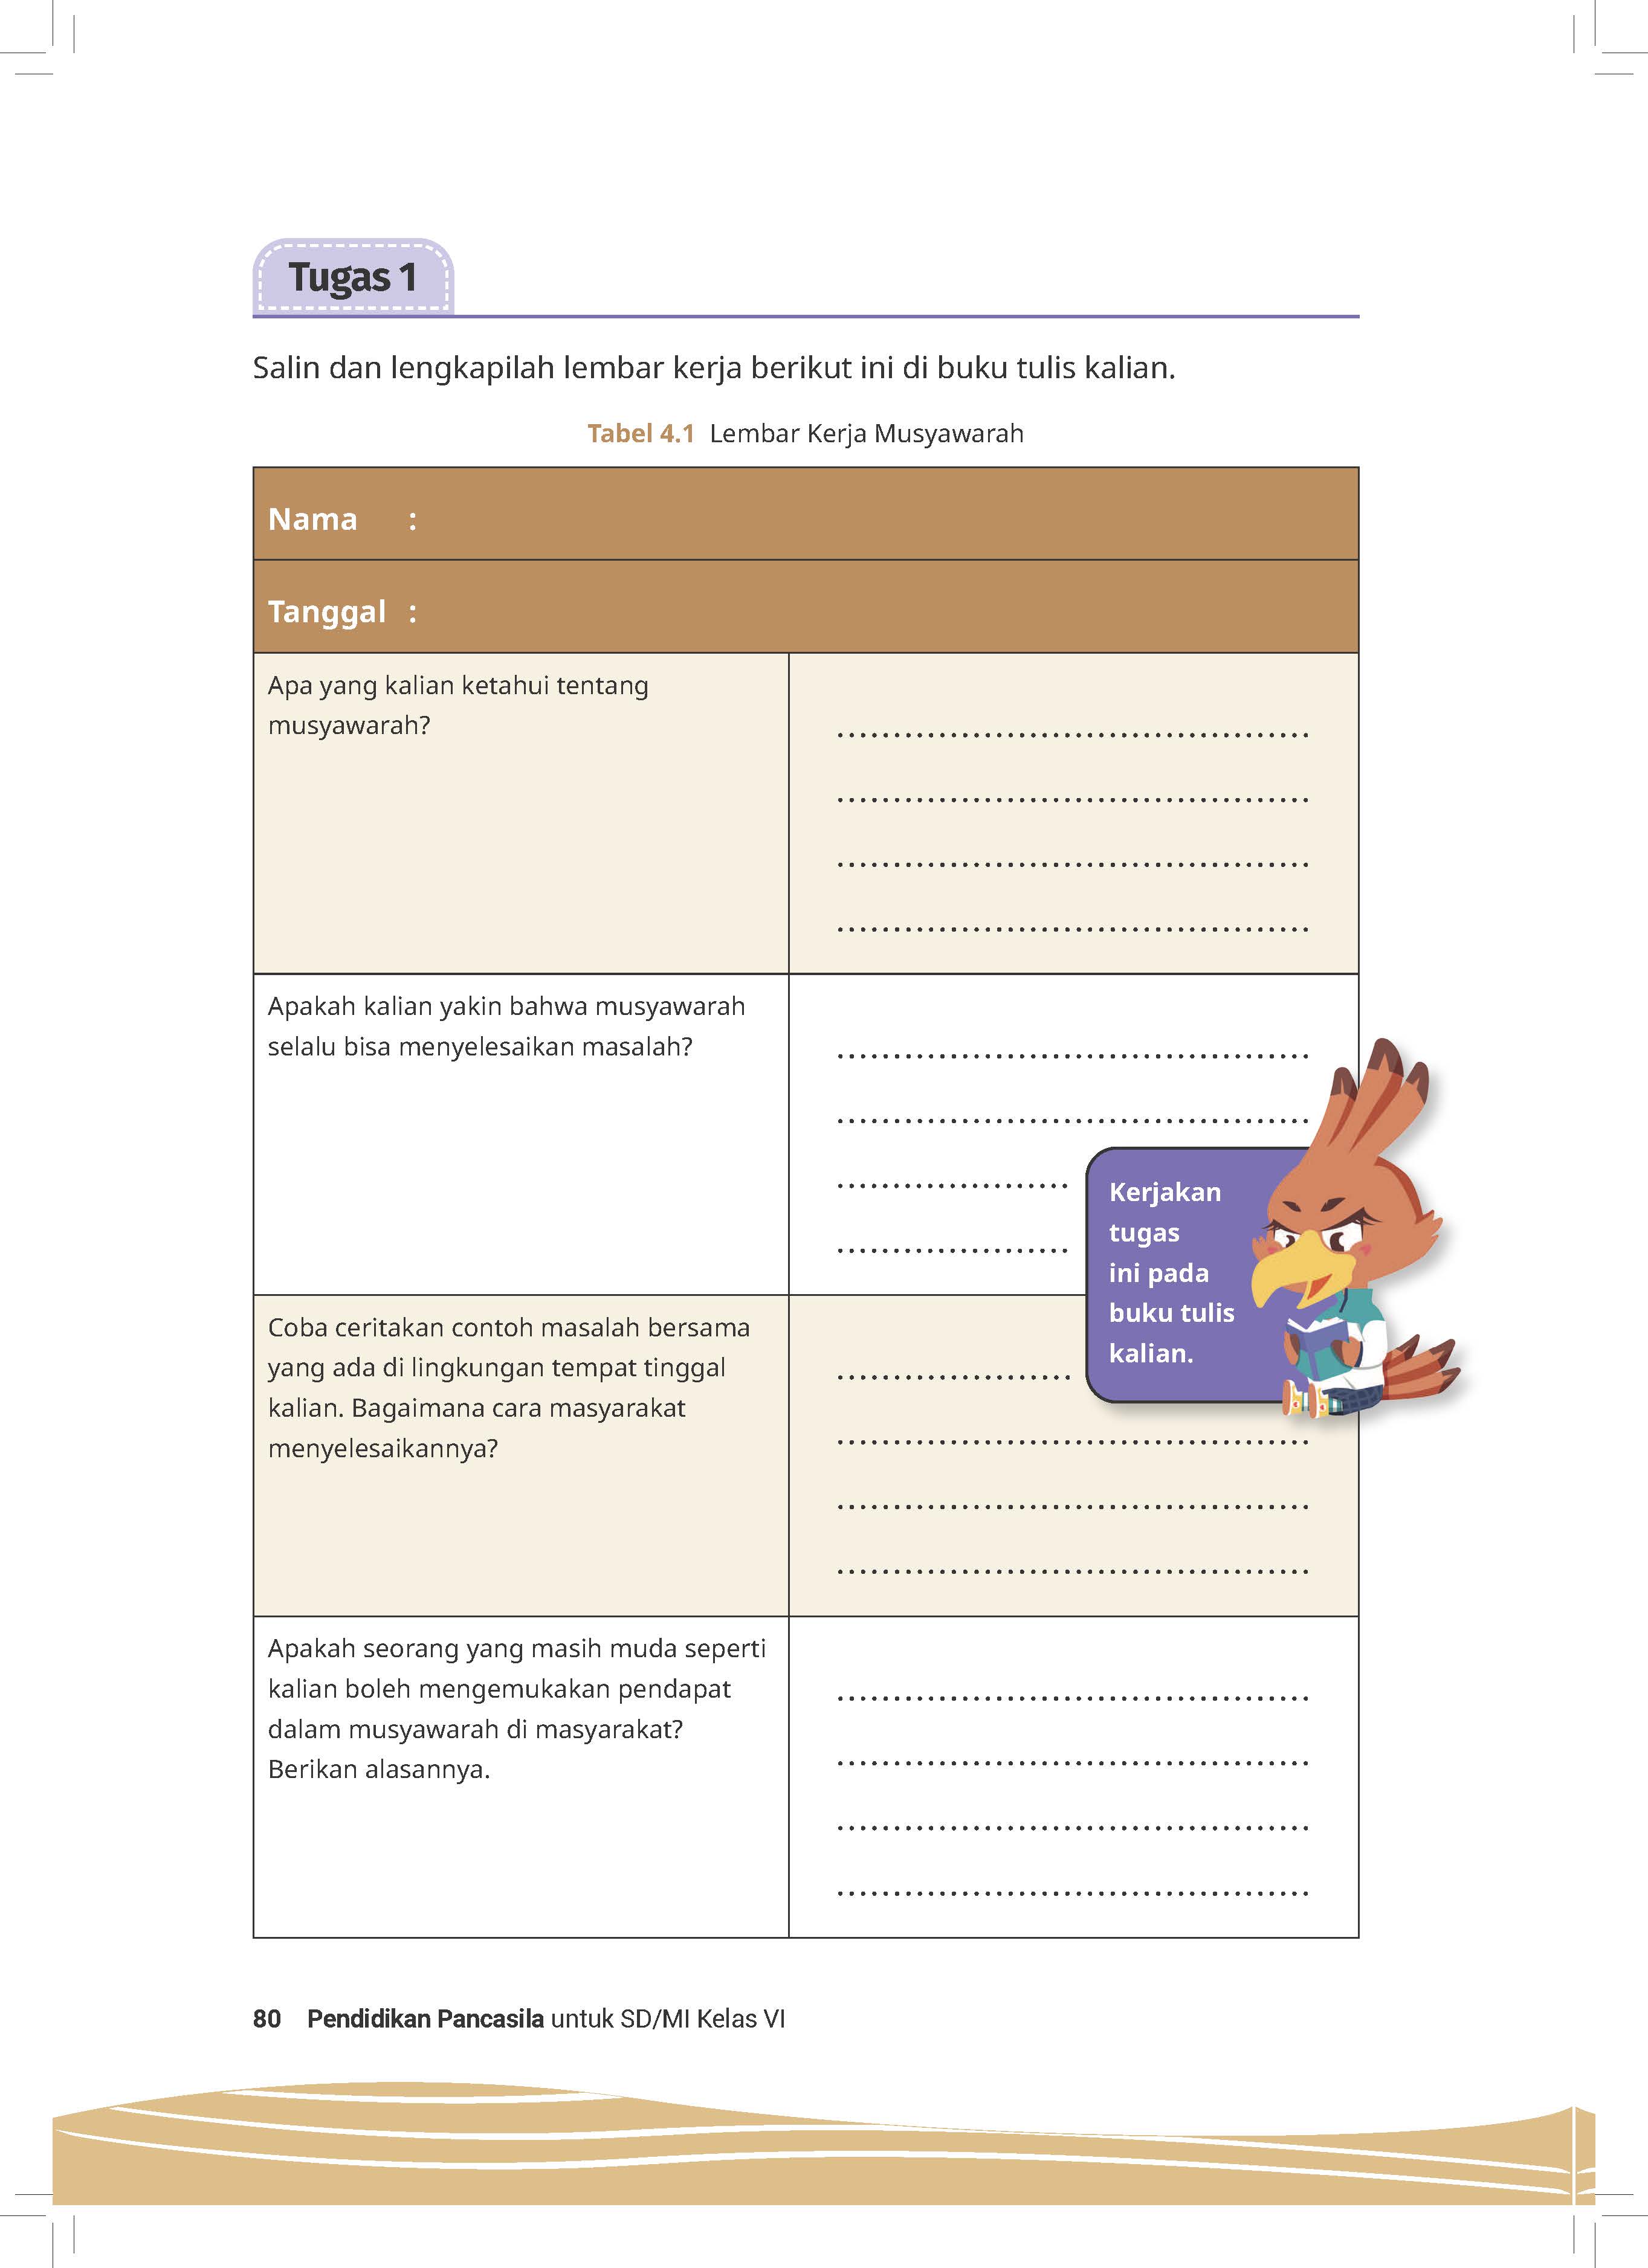 Tugas 1
Salin dan lengkapilah lembar kerja berikut ini di buku tulis kalian.
Tabel 4.1 Lembar Kerja Musyawarah
Nama :
Tanggal :
Apa yang kalian ketahui tentang
musyawarah?
........................................
........................................
........................................
........................................
Apakah kalian yakin bahwa musyawarah
selalu bisa menyelesaikan masalah?
........................................
........................................
....................
....................
Kerjakan
tugas
ini pada
buku tulis
kalian.
Coba ceritakan contoh masalah bersama
yang ada di lingkungan tempat tinggal
kalian. Bagaimana cara masyarakat
menyelesaikannya?
....................
........................................
........................................
........................................
Apakah seorang yang masih muda seperti
kalian boleh mengemukakan pendapat
dalam musyawarah di masyarakat?
Berikan alasannya.
........................................
........................................
........................................
........................................
80 Pendidikan Pancasila untuk SD/MI Kelas VI